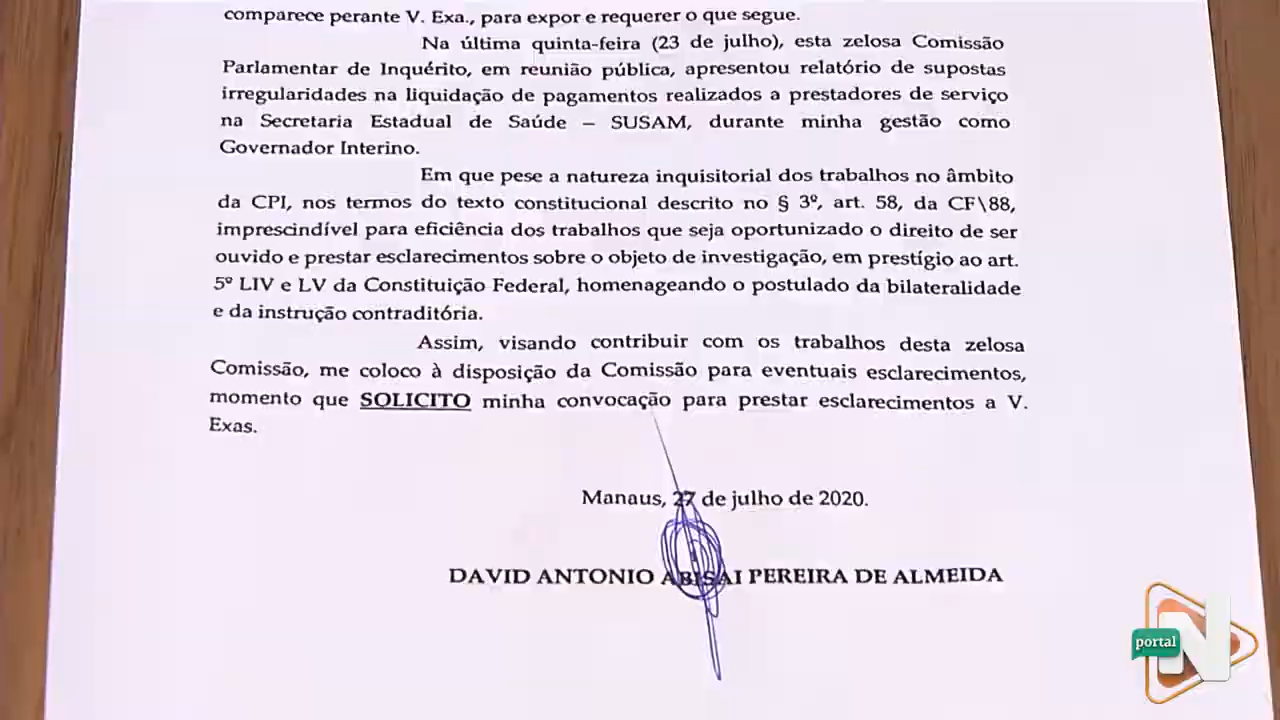 comparece perante V. Exa., para expor e requerer o que segue.
Na última quinta-feira (23 de julho), esta zelosa Comissão
Parlamentar de Inquérito, em reunião pública, apresentou relatório de supostas
irregularidades na liquidação de pagamentos realizados a prestadores de serviço
na Secretaria Estadual de Saúde – SUSAM, durante minha gestão como
Governador Interino.
Em que pese a natureza inquisitorial dos trabalhos no âmbito
da CPI, nos termos do texto constitucional descrito no § 3º, art. 58, da CF\88,
imprescindível para eficiência dos trabalhos que seja oportunizado o direito de ser
ouvido e prestar esclarecimentos sobre o objeto de investigação, em prestígio ao art.
5º LIV e LV da Constituição Federal, homenageando o postulado da bilateralidade
e da instrução contraditória.
Assim, visando contribuir com os trabalhos desta zelosa
Comissão, me coloco à disposição da Comissão para eventuais esclarecimentos,
momento que SOLICITO minha convocação para prestar esclarecimentos a V.
Exas.
Manaus, 27 de julho de 2020.
DAVID ANTONIO ABISAI PEREIRA DE ALMEIDA
portal
N